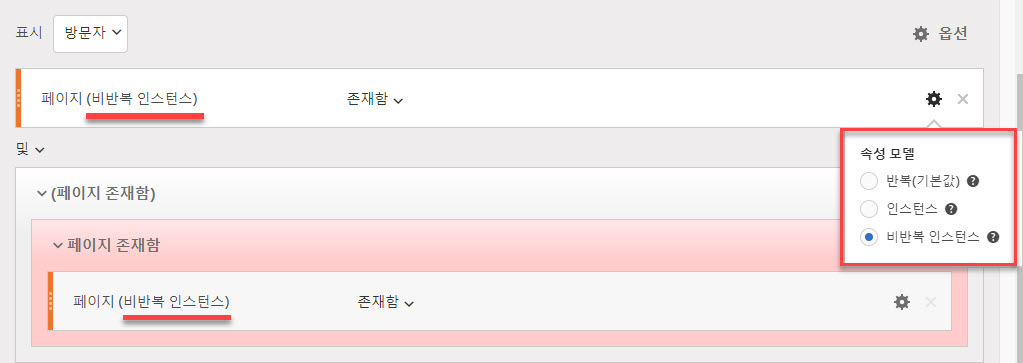 표시 방문자 옵션
페이지 (비반복 인스턴스) 존재함
및
속성 모델
반복(기본값)
인스턴스
비반복 인스턴스
(페이지 존재함)
페이지 존재함
페이지 (비반복 인스턴스) 존재함